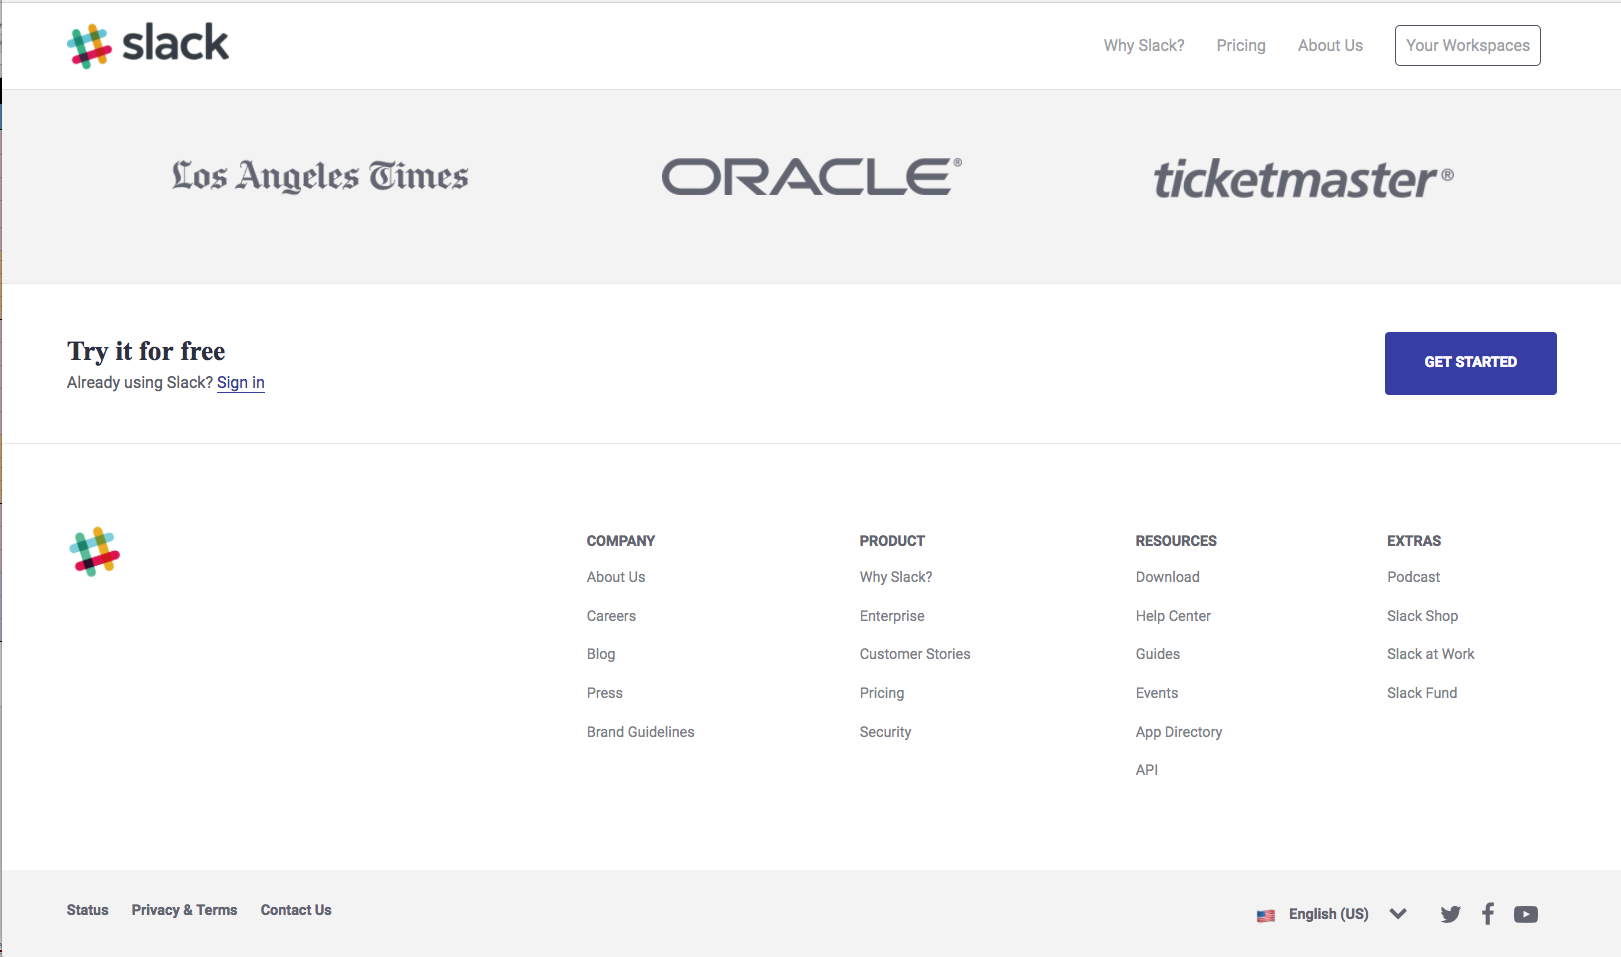 slack
Why Slack? Pricing About Us Your Workspaces
Los Angeles Times
ORACLE®
ticketmaster®
Try it for free
Already using Slack? Sign in
GET STARTED
COMPANY
About Us
Careers
Blog
Press
Brand Guidelines
PRODUCT
Why Slack?
Enterprise
Customer Stories
Pricing
Security
RESOURCES
Download
Help Center
Guides
Events
App Directory
API
EXTRAS
Podcast
Slack Shop
Slack at Work
Slack Fund
Status Privacy & Terms Contact Us
English (US)